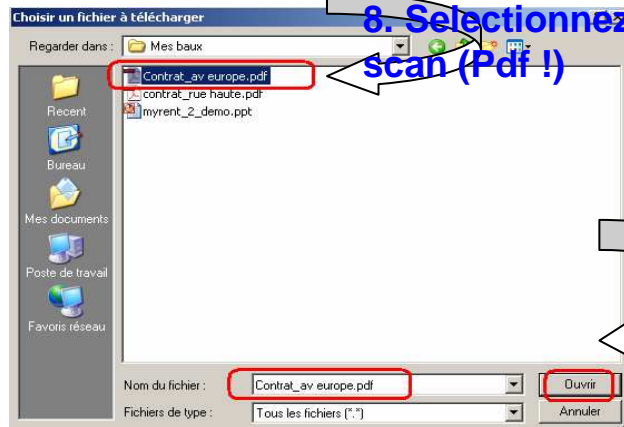 Choisir un fichier à télécharger
8. Selectionnez
scan (Pdf !)
Regarder dans :
Mes baux
Contrat_av europe.pdf
contrat_rue haute.pdf
myrent_2_demo.ppt
Recent
Bureau
Mes documents
Poste de travail
Favoris réseau
Nom du fichier :
Contrat_av europe.pdf
Ouvrir
Fichiers de type :
Tous les fichiers (*.*)
Annuler